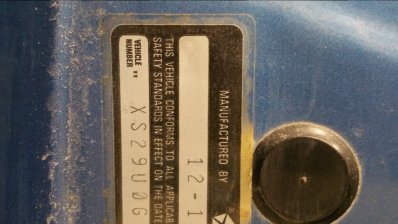 MANUFACTURED BY
12-1
THIS VEHICLE CONFORMS TO ALL APPLICA
SAFETY STANDARDS IN EFFECT ON THE DAT
VEHICLE
NUMBER XS29U0G